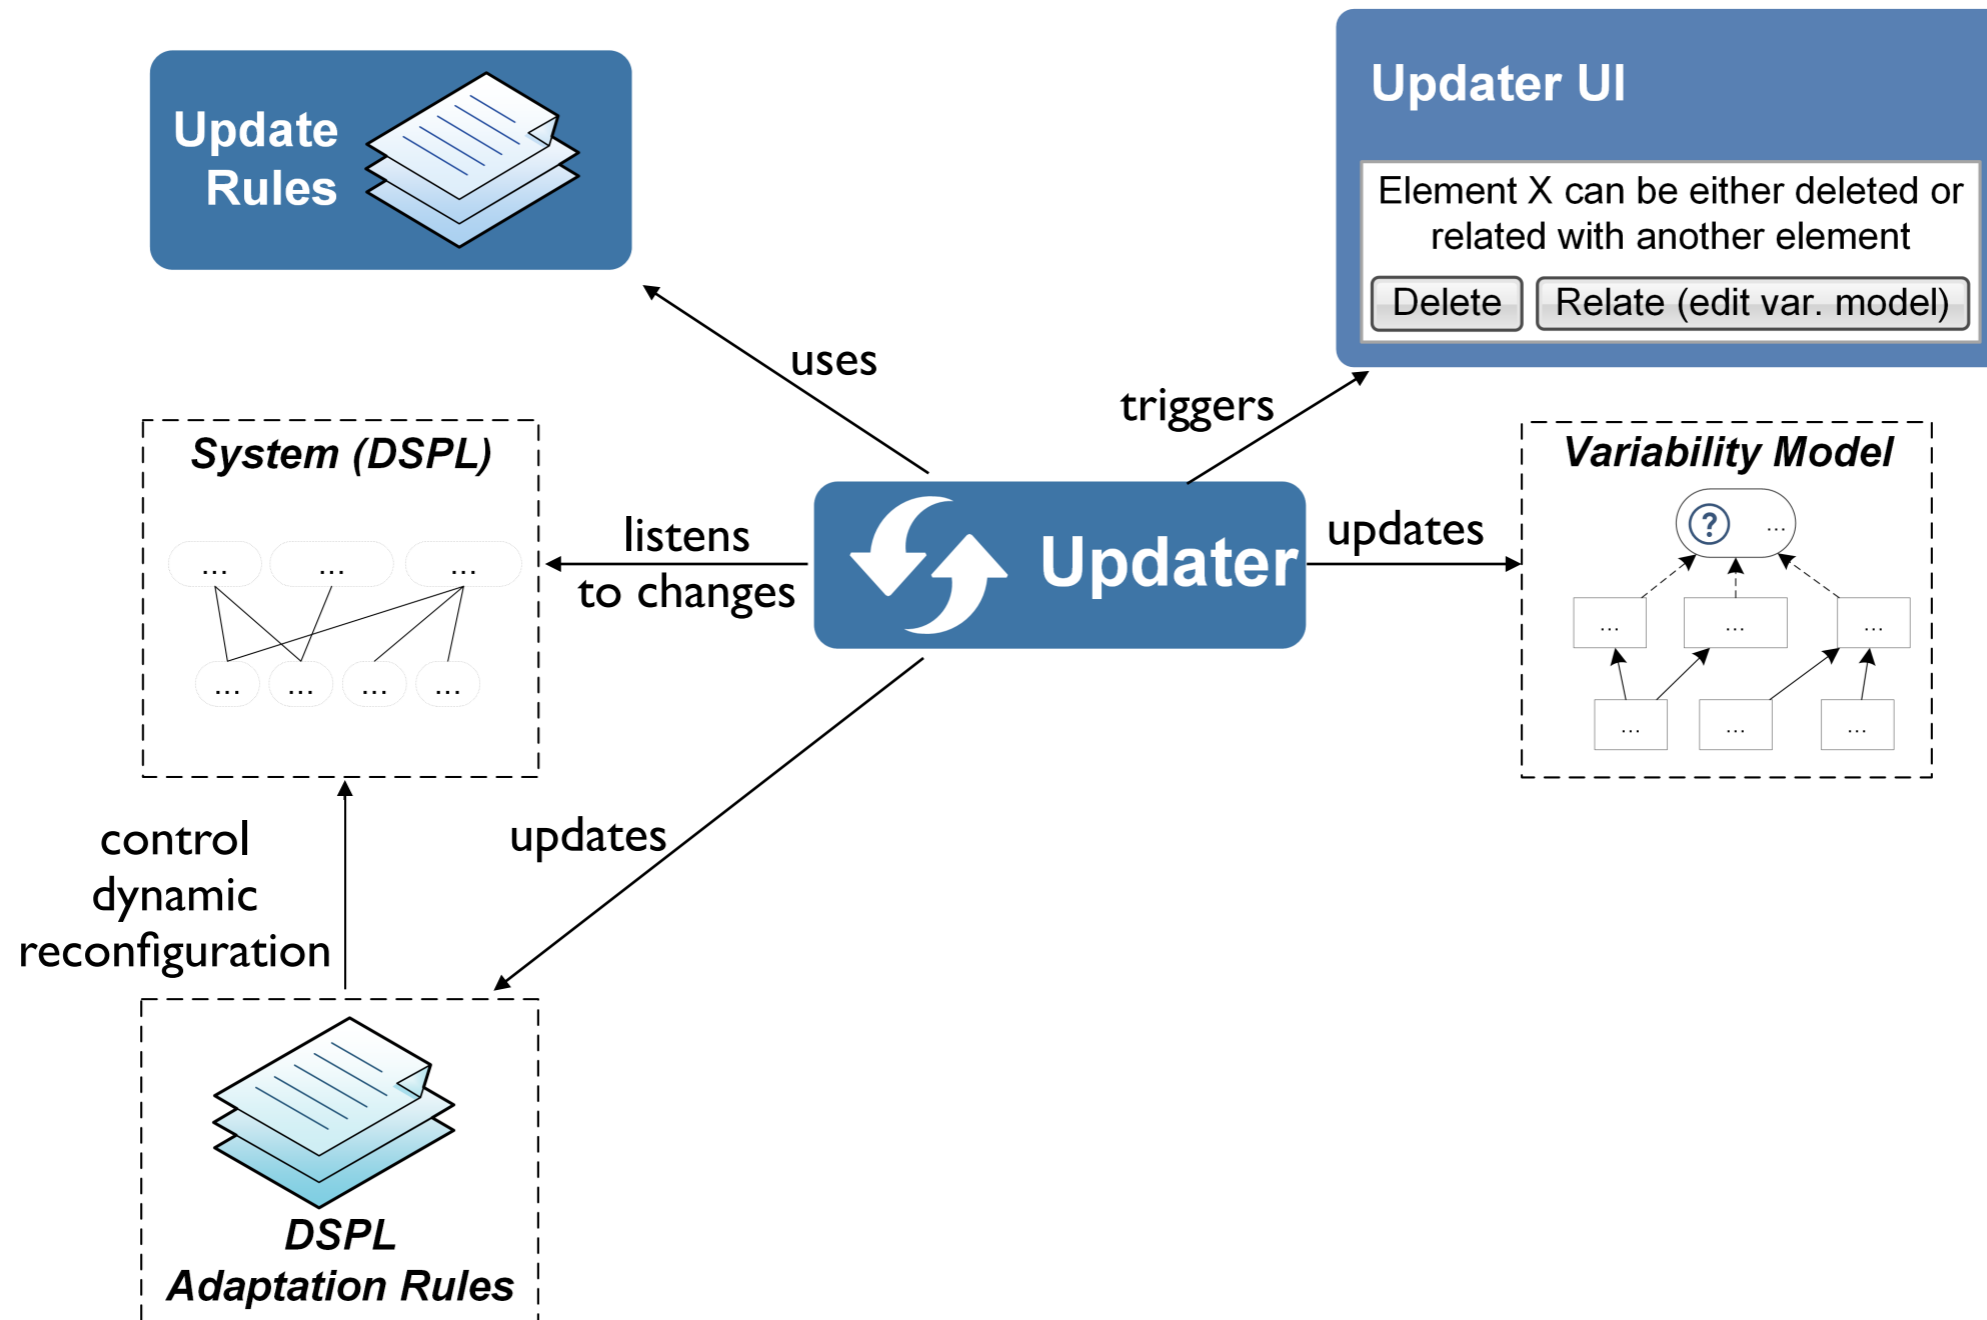 Update
Rules
Updater UI
Element X can be either deleted or
related with another element
Delete
Relate (edit var. model)
uses
triggers
System (DSPL)
...
...
...
...
...
...
...
listens
to changes
Updater
updates
Variability Model
?
...
...
...
...
...
...
...
control
dynamic
reconfiguration
updates
DSPL
Adaptation Rules